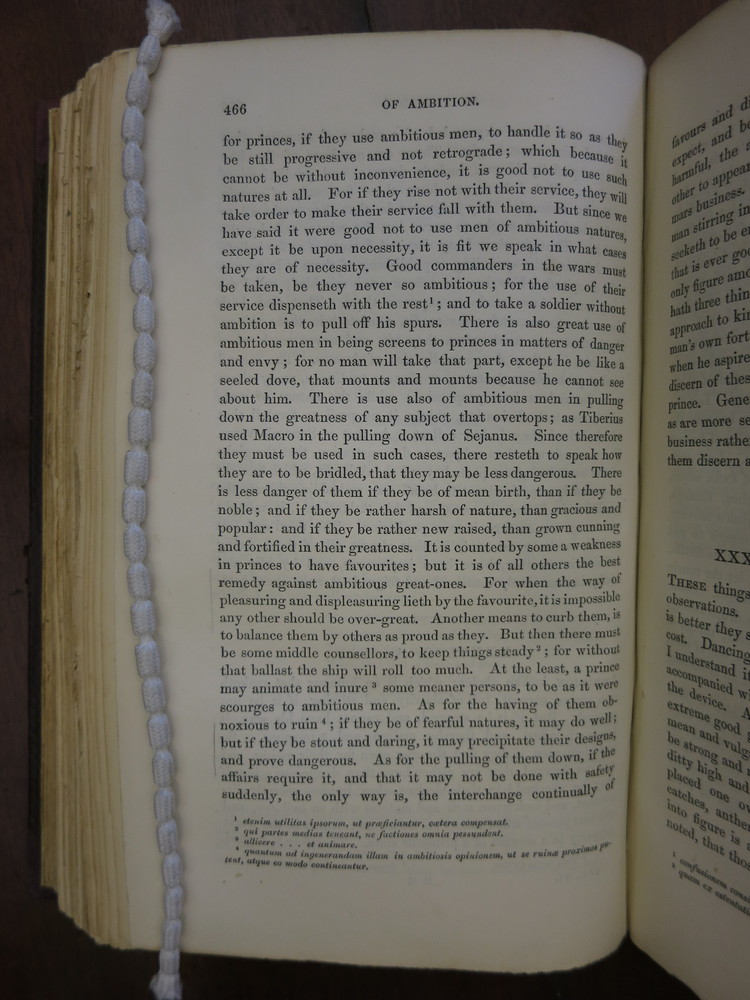 466
OF AMBITION.
for princes, if they use ambitious men, to handle it so as they
be still progressive and not retrograde; which because it
cannot be without inconvenience, it is good not to use such
natures at all. For if they rise not with their service, they will
take order to make their service fall with them. But since we
have said it were good not to use men of ambitious natures,
except it be upon necessity, it is fit we speak in what cases
they are of necessity. Good commanders in the wars must
be taken, be they never so ambitious; for the use of their
service dispenseth with the rest¹; and to take a soldier without
ambition is to pull off his spurs. There is also great use of
ambitious men in being screens to princes in matters of danger
and envy; for no man will take that part, except he be like a
seeled dove, that mounts and mounts because he cannot see
about him. There is use also of ambitious men in pulling
down the greatness of any subject that overtops; as Tiberius
used Macro in the pulling down of Sejanus. Since therefore
they must be used in such cases, there resteth to speak how
they are to be bridled, that they may be less dangerous. There
is less danger of them if they be of mean birth, than if they be
noble; and if they be rather harsh of nature, than gracious and
popular: and if they be rather new raised, than grown cunning
and fortified in their greatness. It is counted by some a weakness
in princes to have favourites; but it is of all others the best
remedy against ambitious great-ones. For when the way of
pleasuring and displeasuring lieth by the favourite, it is impossible
any other should be over-great. Another means to curb them, is
to balance them by others as proud as they. But then there must
be some middle counsellors, to keep things steady²; for without
that ballast the ship will roll too much. At the least, a prince
may animate and inure³ some meaner persons, to be as it were
scourges to ambitious men. As for the having of them ob-
noxious to ruin⁴; if they be of fearful natures, it may do well;
but if they be stout and daring, it may precipitate their designs,
and prove dangerous. As for the pulling of them down, if the
affairs require it, and that it may not be done with safety
suddenly, the only way is, the interchange continually of
¹ etenim utilitas ipsorum, ut præficiantur, cætera compensat.
² qui partes medias teneant, ne factiones omnia pessundent.
³ allicere . . . et animare.
⁴ quantum ad ingenerandam illam in ambitiosis opinionem, ut se ruinæ proximos pu-
tent, atque eo modo contineantur.
favours and
expect, and
harmful, the
other to appear
mars business.
man stirring in
seeketh to be
that is ever
only figure
hath three
approach to
man's own
when he
discern of
prince.
as are more
business
them discern
XXX
THESE things
observations.
is better they
cost. Dancing
I understand
accompanied
the device.
extreme good
mean and
be strong and
ditty high and
placed one
catches,
into figure is
noted, that
¹ confusionem
² quam ex